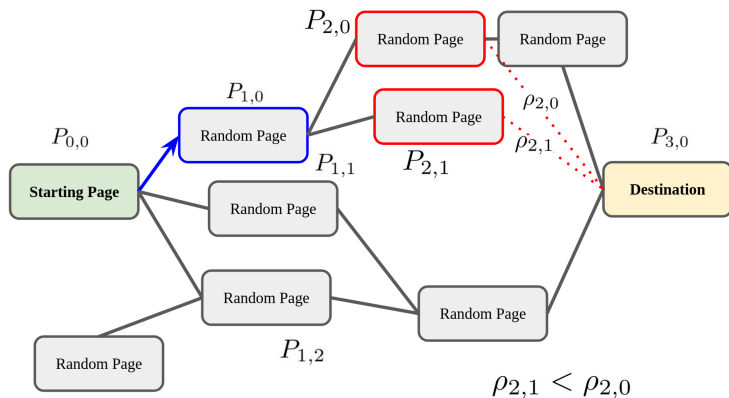 P_{2,0}
Random Page
Random Page
P_{1,0}
ρ_{2,0}
Random Page
Random Page
P_{0,0}
ρ_{2,1}
P_{3,0}
P_{1,1}
P_{2,1}
Starting Page
Destination
Random Page
Random Page
Random Page
P_{1,2}
Random Page
ρ_{2,1} < ρ_{2,0}